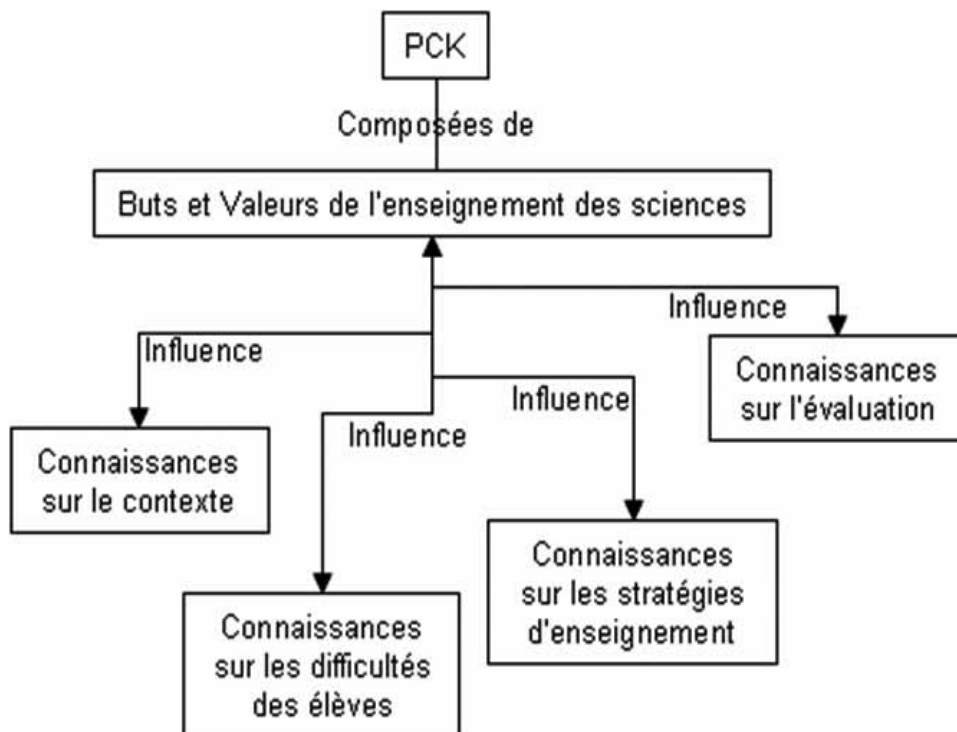 PCK
Composées de
Buts et Valeurs de l'enseignement des sciences
Influence
Influence
Influence
Influence
Connaissances
sur l'évaluation
Connaissances
sur le contexte
Connaissances
sur les stratégies
d'enseignement
Connaissances
sur les difficultés
des élèves